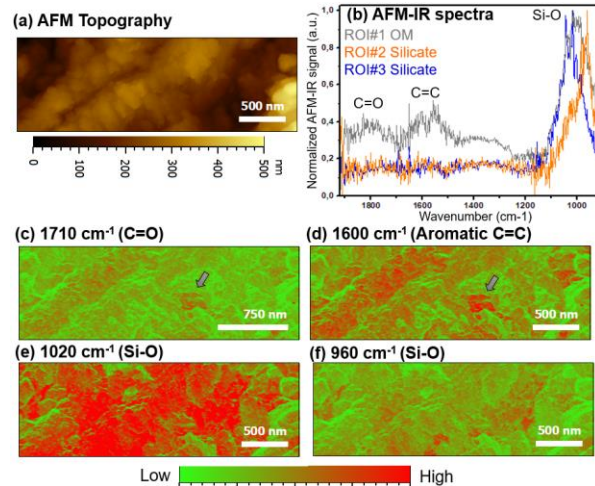 (a) AFM Topography
500 nm
0 100 200 300 400 500 nm
(b) AFM-IR spectra
ROI#1 OM
ROI#2 Silicate
ROI#3 Silicate
Si-O
C=O
C=C
Normalized AFM-IR signal (a.u.)
1,0
0,8
0,6
0,4
0,2
0,0
1800 1600 1400 1200 1000
Wavenumber (cm-1)
(c) 1710 cm⁻¹ (C=O)
750 nm
(d) 1600 cm⁻¹ (Aromatic C=C)
500 nm
(e) 1020 cm⁻¹ (Si-O)
500 nm
(f) 960 cm⁻¹ (Si-O)
500 nm
Low High